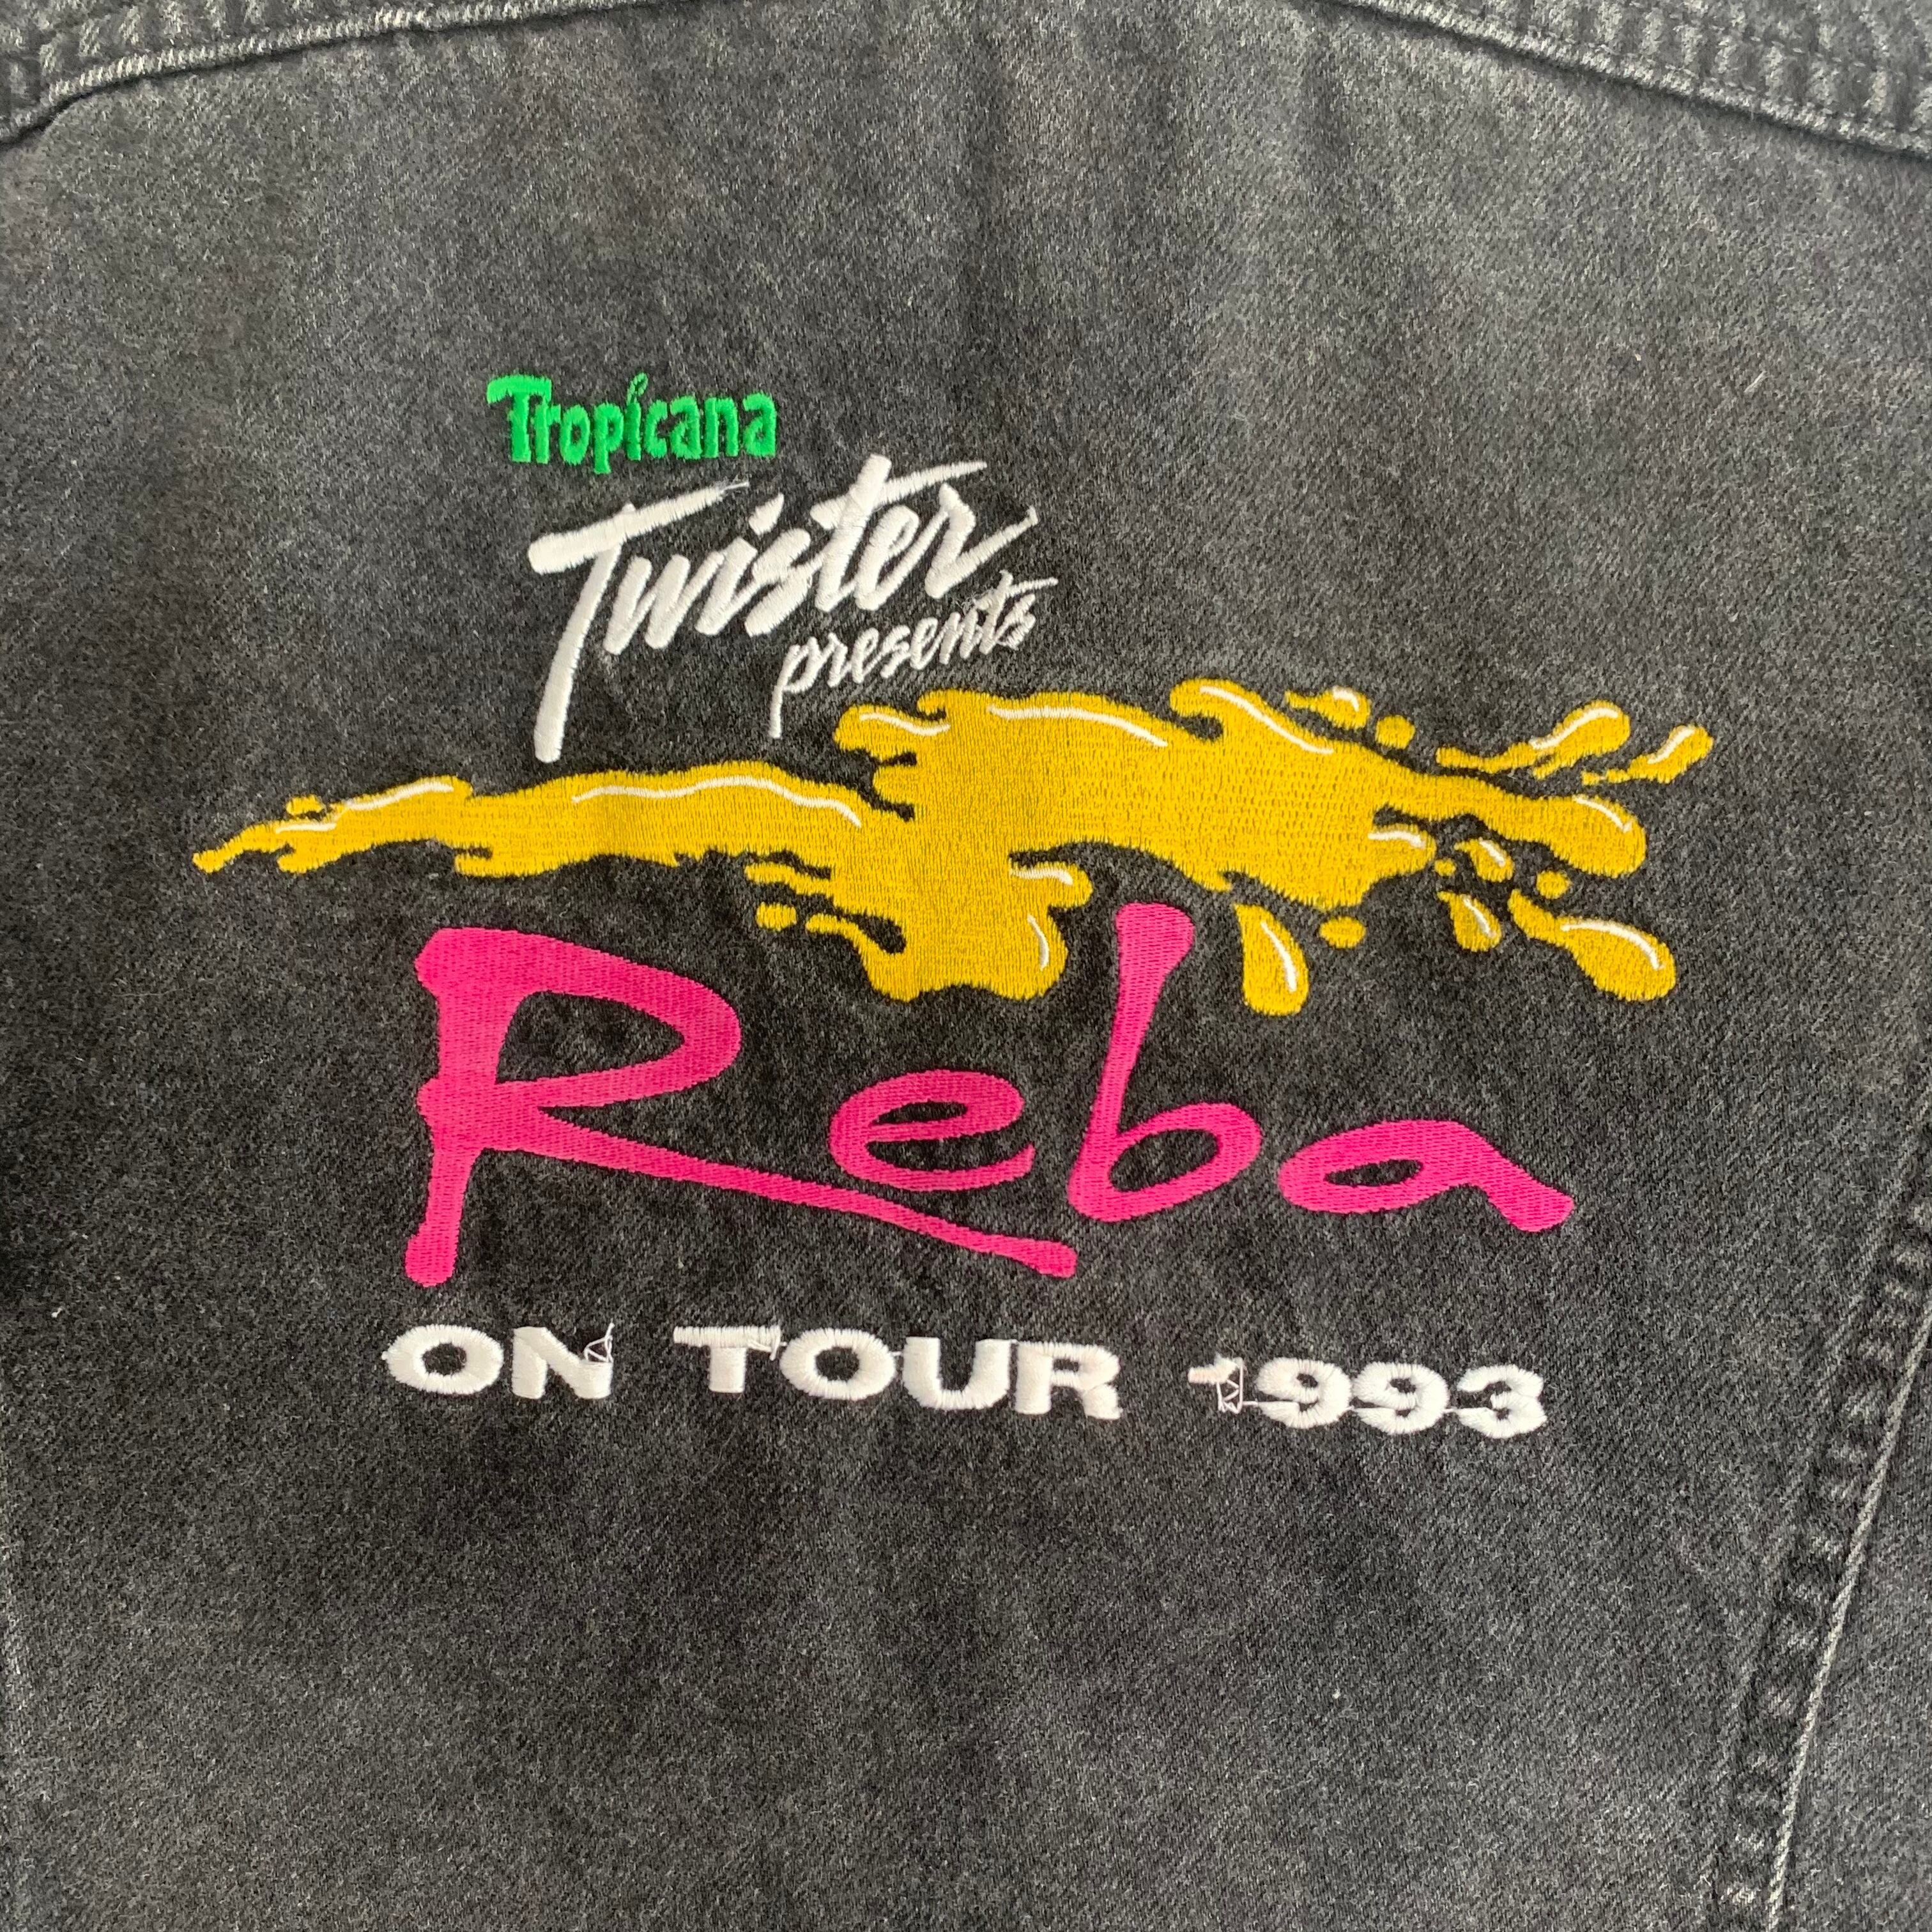 Tropicana
Twister
presents
Reba
ON TOUR 1993